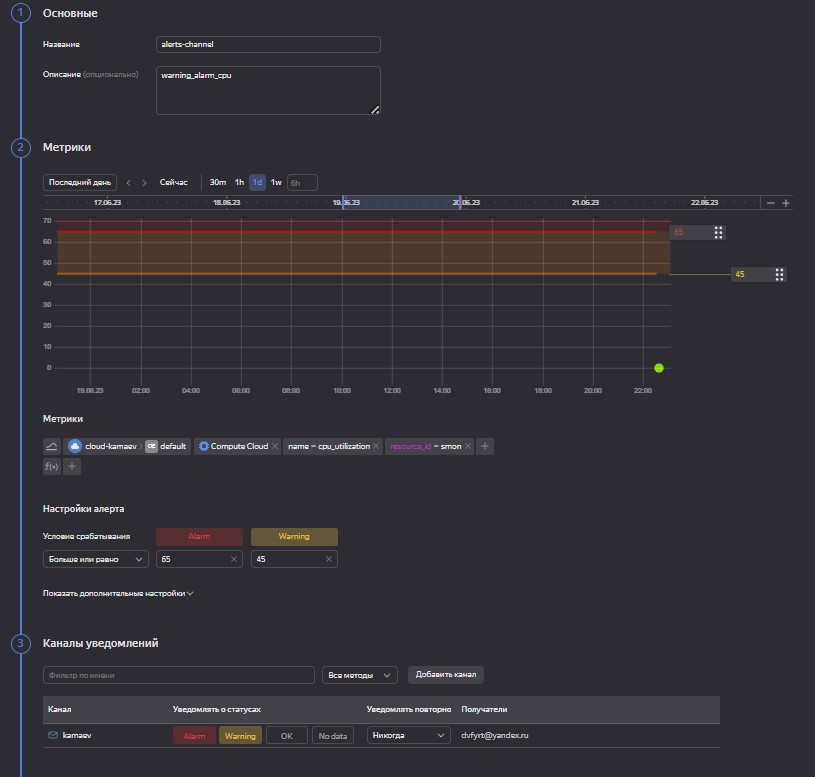 1 Основные
Название alerts-channel
Описание (опционально) warning_alarm_cpu
2 Метрики
Последний день Сейчас 30m 1h 1d 1w 6h
17.06.23 18.06.23 19.06.23 20.06.23 21.06.23 22.06.23
70
65
60
50
45
40
30
20
10
0
19.06.23 02:00 04:00 06:00 08:00 10:00 12:00 14:00 16:00 18:00 20:00 22:00
Метрики
cloud-kamaev DE default Compute Cloud name = cpu_utilization resource_id = smon
f(x)
Настройки алерта
Условие срабатывания Alarm Warning
Больше или равно 65 45
Показать дополнительные настройки
3 Каналы уведомлений
Фильтр по имени Все методы Добавить канал
Канал Уведомлять о статусах Уведомлять повторно Получатели
kamaev Alarm Warning OK No data Никогда dvfyrt@yandex.ru